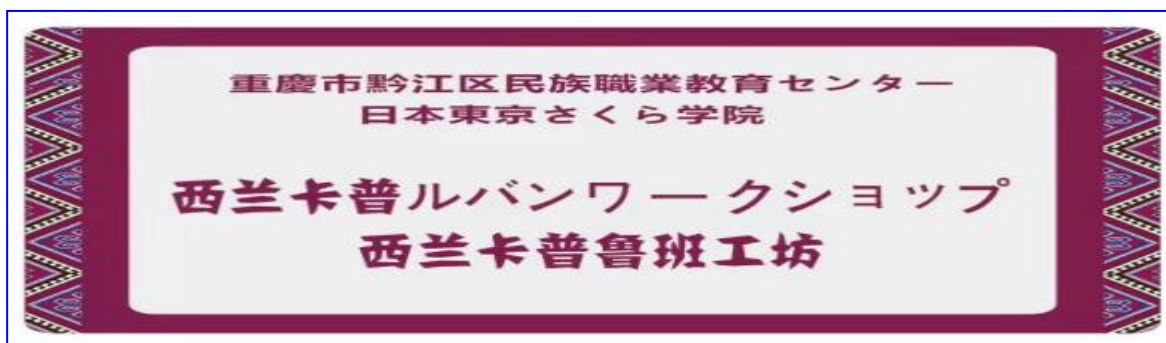 重慶市黔江区民族職業教育センター
日本東京さくら学院
西兰卡普ルバンワークショップ
西兰卡普鲁班工坊